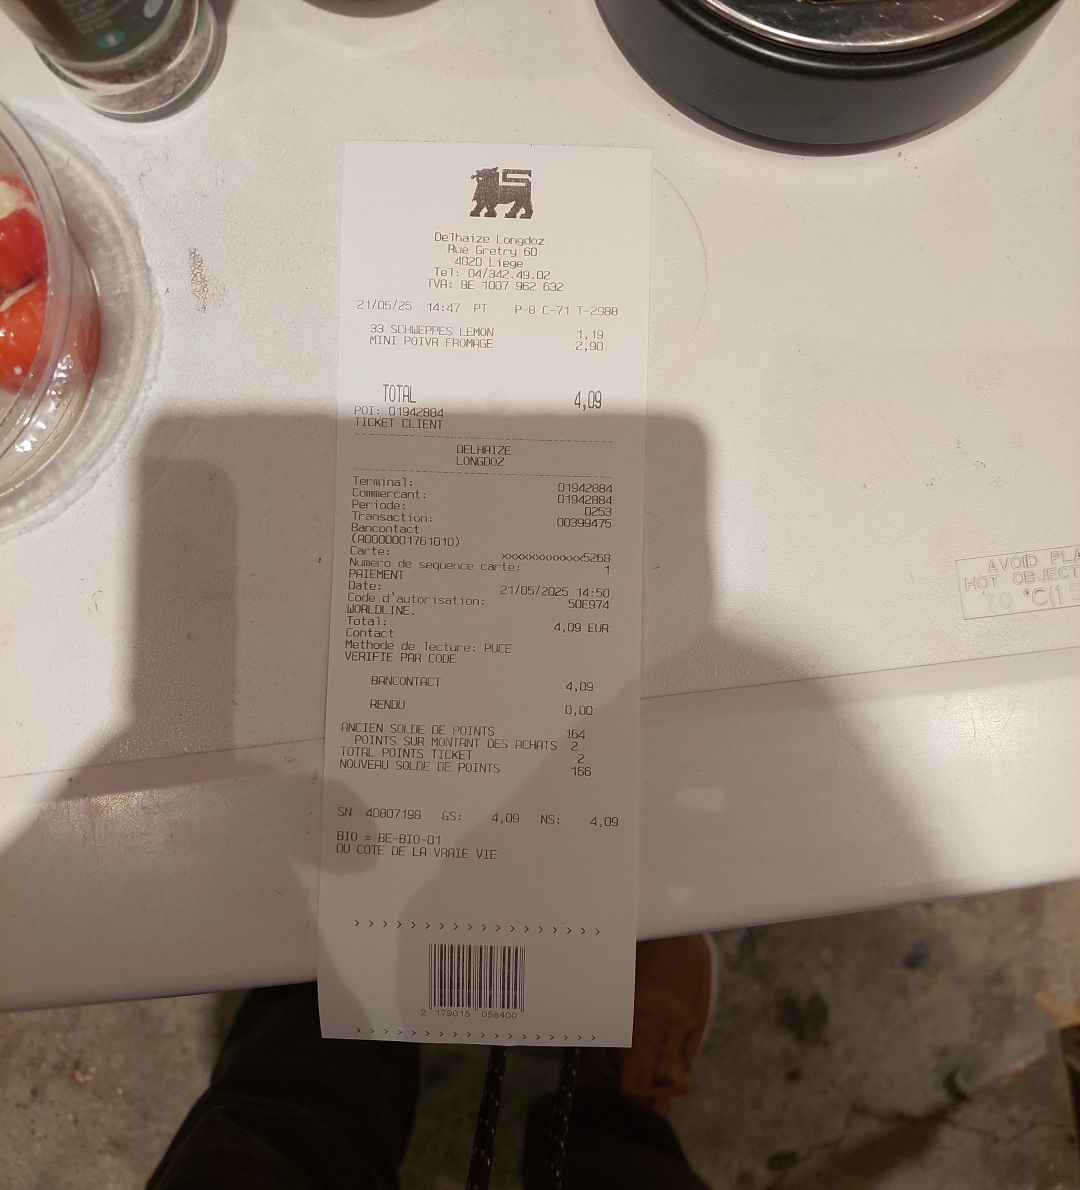 Delhaize Longdoz
Rue Gretry 60
4020 Liege
Tel: 04/342.49.02
TVA: BE 1007 962 632
21/05/25 14:47 PT P-8 C-71 T-2988
33 SCHWEPPES LEMON 1,19
MINI POIVR FROMAGE 2,90
TOTAL 4,09
POI: 01942884
TICKET CLIENT
DELHAIZE
LONGDOZ
Terminal: 01942884
Commercant: 01942884
Periode: 0253
Transaction: 00399475
Bancontact
(A0000001761010)
Carte: xxxxxxxxxxxx5268
Numero de sequence carte: 1
PAIEMENT
Date: 21/05/2025 14:50
Code d'autorisation: 50E974
WORLDLINE.
Total: 4,09 EUR
Contact
Methode de lecture: PUCE
VERIFIE PAR CODE
BANCONTACT 4,09
RENDU 0,00
ANCIEN SOLDE DE POINTS 164
POINTS SUR MONTANT DES ACHATS 2
TOTAL POINTS TICKET 2
NOUVEAU SOLDE DE POINTS 166
SN 40807198 GS: 4,09 NS: 4,09
BIO = BE-BIO-01
DU COTE DE LA VRAIE VIE
> > > > > > > > > > > > > > > > > >
2 179015 058400
> > > > > > > > > > > > > > > > > >
AVOID
HOT OBJECT
70 °C(1